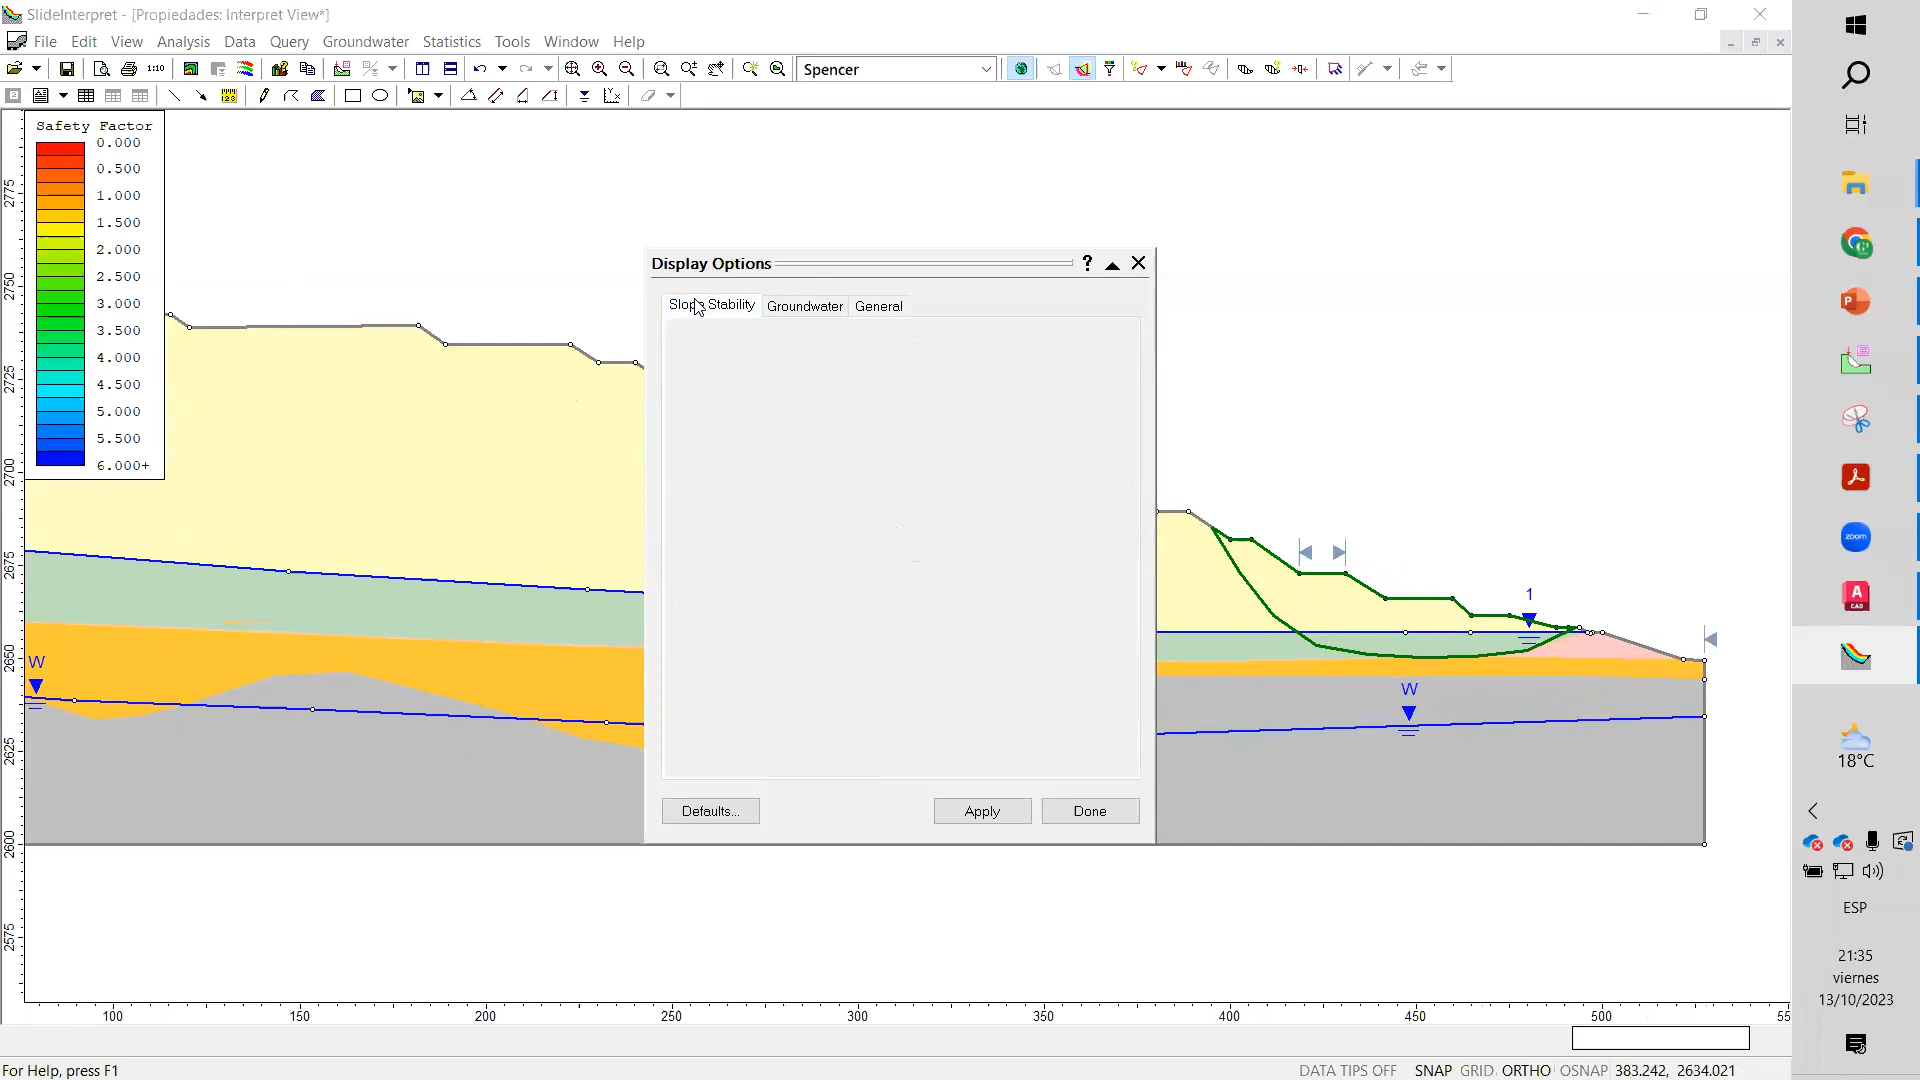 SlideInterpret - [Propiedades: Interpret View*]
File Edit View Analysis Data Query Groundwater Statistics Tools Window Help
1:10
Spencer
Safety Factor
0.000
0.500
1.000
1.500
2.000
2.500
3.000
3.500
4.000
4.500
5.000
5.500
6.000+
2775
2750
2725
2700
2675
2650
2625
2600
2575
W
1
W
Display Options
?
Slope Stability Groundwater General
Defaults... Apply Done
100 150 200 250 300 350 400 450 500 55
For Help, press F1
DATA TIPS OFF SNAP GRID ORTHO OSNAP 383.242, 2634.021
zoom
A
CAD
18°C
ESP
21:35
viernes
13/10/2023